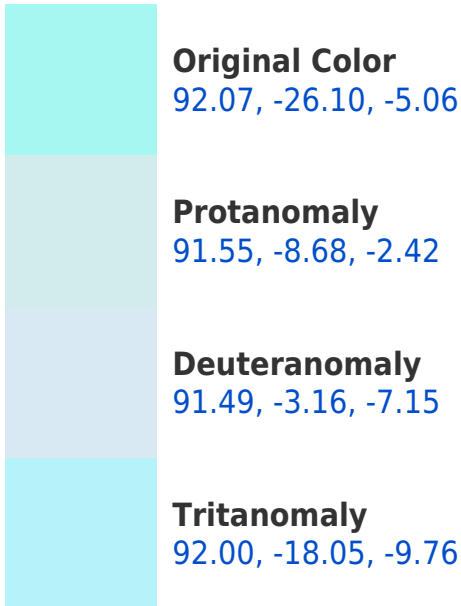 Original Color
92.07, -26.10, -5.06
Protanomaly
91.55, -8.68, -2.42
Deuteranomaly
91.49, -3.16, -7.15
Tritanomaly
92.00, -18.05, -9.76